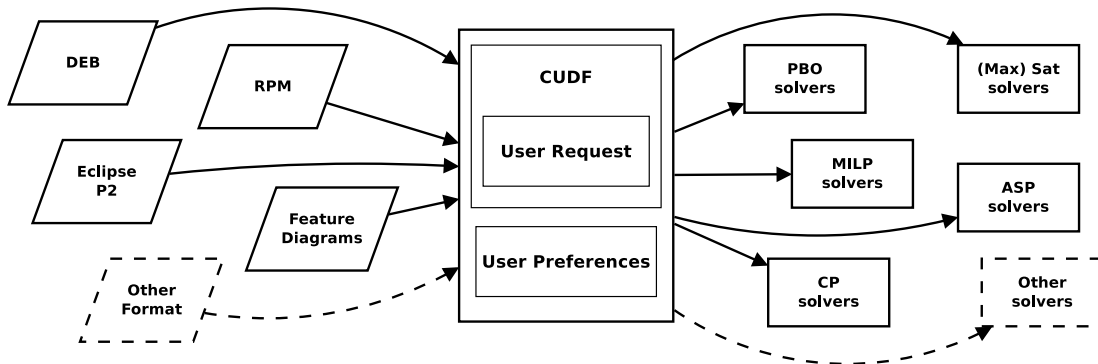 DEB
RPM
Eclipse
P2
Feature
Diagrams
Other
Format
CUDF
User Request
User Preferences
PBO
solvers
(Max) Sat
solvers
MILP
solvers
ASP
solvers
CP
solvers
Other
solvers